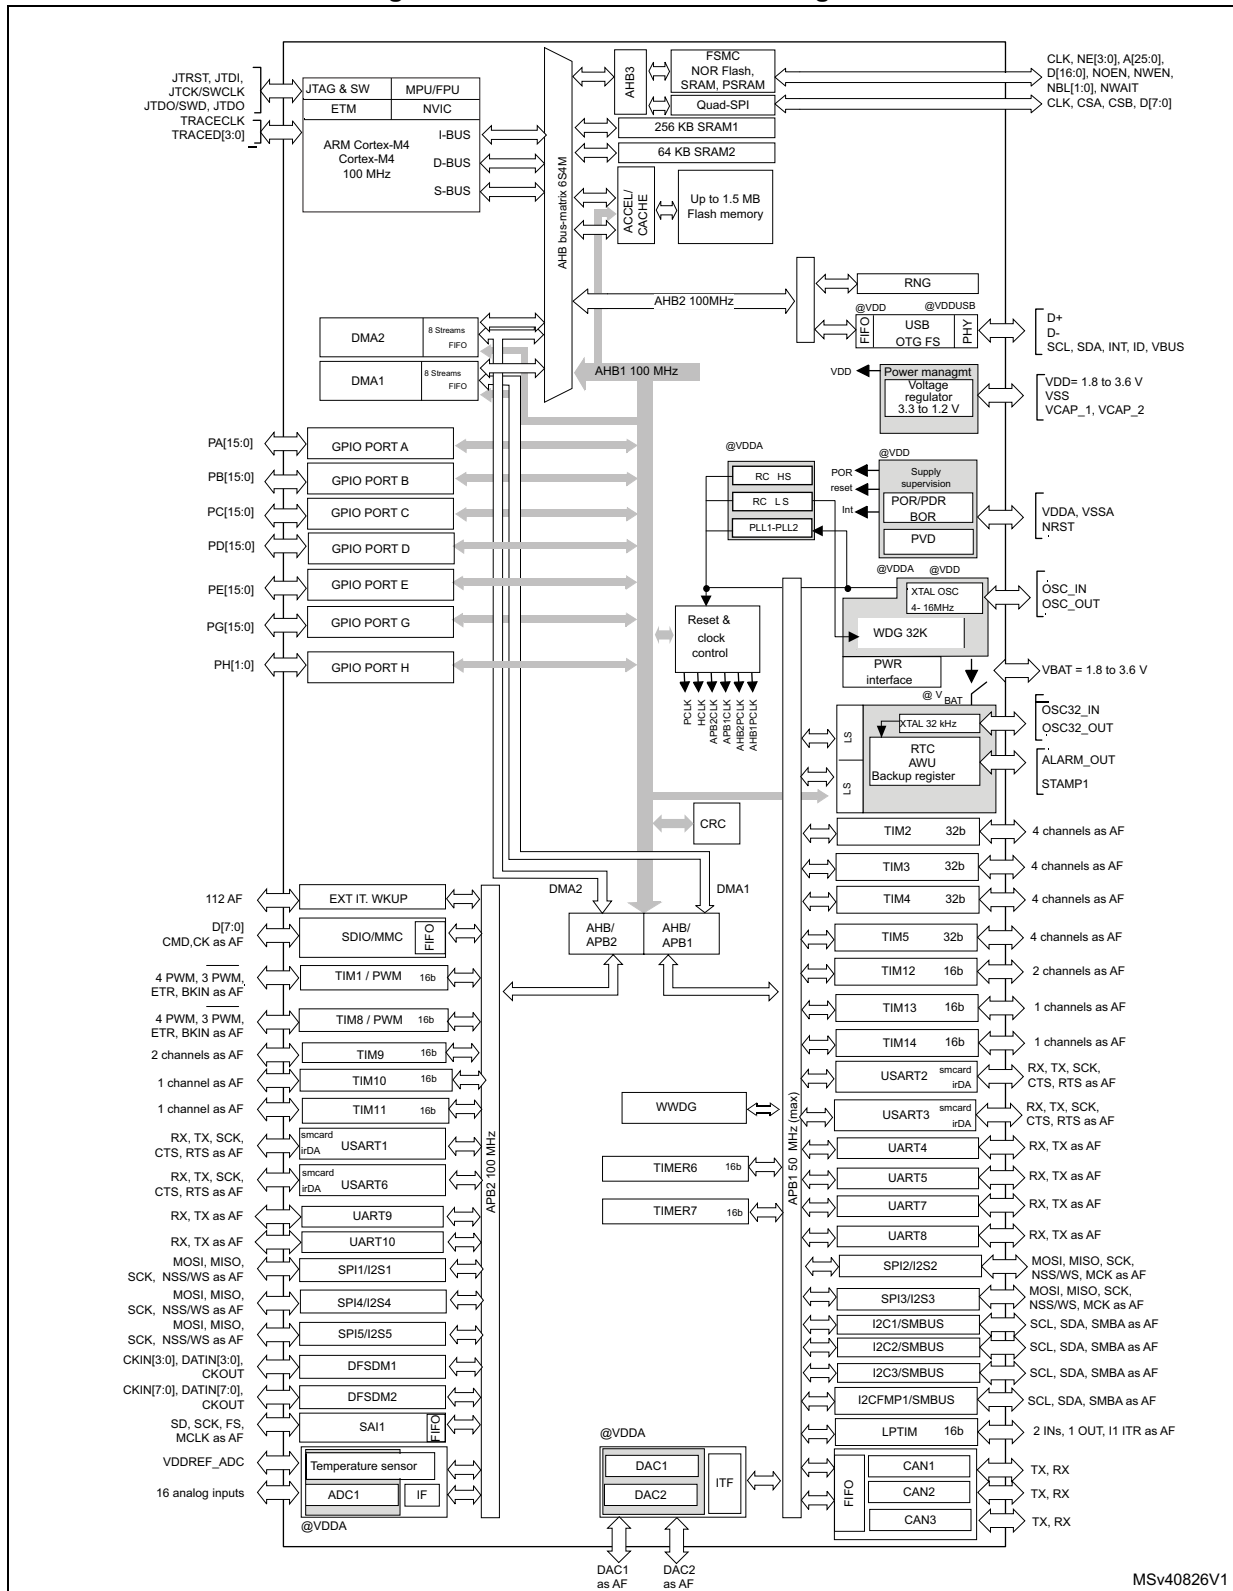 JTRST, JTDI,
JTCK/SWCLK
JTDO/SWD, JTDO
TRACECLK
TRACED[3:0]
JTAG & SW
MPU/FPU
ETM
NVIC
ARM Cortex-M4
Cortex-M4
100 MHz
I-BUS
D-BUS
S-BUS
AHB bus-matrix 6S4M
AHB3
FSMC
NOR Flash,
SRAM, PSRAM
Quad-SPI
CLK, NE[3:0], A[25:0],
D[16:0], NOEN, NWEN,
NBL[1:0], NWAIT
CLK, CSA, CSB, D[7:0]
256 KB SRAM1
64 KB SRAM2
ACCEL/
CACHE
Up to 1.5 MB
Flash memory
AHB2 100MHz
RNG
@VDD
@VDDUSB
FIFO
USB
OTG FS
PHY
D+
D-
SCL, SDA, INT, ID, VBUS
DMA2
8 Streams
FIFO
DMA1
8 Streams
FIFO
AHB1 100 MHz
VDD
Power managmt
Voltage
regulator
3.3 to 1.2 V
VDD= 1.8 to 3.6 V
VSS
VCAP_1, VCAP_2
PA[15:0]
GPIO PORT A
PB[15:0]
GPIO PORT B
PC[15:0]
GPIO PORT C
PD[15:0]
GPIO PORT D
PE[15:0]
GPIO PORT E
PG[15:0]
GPIO PORT G
PH[1:0]
GPIO PORT H
@VDDA
RC HS
RC LS
PLL1-PLL2
@VDD
POR
reset
Int
Supply
supervision
POR/PDR
BOR
PVD
VDDA, VSSA
NRST
@VDDA
@VDD
XTAL OSC
4- 16MHz
OSC_IN
OSC_OUT
WDG 32K
PWR
interface
VBAT = 1.8 to 3.6 V
@ V
BAT
Reset &
clock
control
PCLK
HCLK
APB2CLK
APB1CLK
AHB2PCLK
AHB1PCLK
LS
LS
XTAL 32 kHz
RTC
AWU
Backup register
OSC32_IN
OSC32_OUT
ALARM_OUT
STAMP1
CRC
DMA2
DMA1
AHB/
APB2
AHB/
APB1
112 AF
EXT IT. WKUP
D[7:0]
CMD,CK as AF
SDIO/MMC
FIFO
4 PWM, 3 PWM,
ETR, BKIN as AF
TIM1 / PWM 16b
4 PWM, 3 PWM,
ETR, BKIN as AF
TIM8 / PWM 16b
2 channels as AF
TIM9 16b
1 channel as AF
TIM10 16b
1 channel as AF
TIM11 16b
RX, TX, SCK,
CTS, RTS as AF
smcard
irDA
USART1
RX, TX, SCK,
CTS, RTS as AF
smcard
irDA
USART6
RX, TX as AF
UART9
RX, TX as AF
UART10
MOSI, MISO,
SCK, NSS/WS as AF
SPI1/I2S1
MOSI, MISO,
SCK, NSS/WS as AF
SPI4/I2S4
MOSI, MISO,
SCK, NSS/WS as AF
SPI5/I2S5
CKIN[3:0], DATIN[3:0],
CKOUT
DFSDM1
CKIN[7:0], DATIN[7:0],
CKOUT
DFSDM2
SD, SCK, FS,
MCLK as AF
SAI1
FIFO
VDDREF_ADC
Temperature sensor
16 analog inputs
ADC1
IF
@VDDA
APB2 100 MHz
WWDG
TIMER6 16b
TIMER7 16b
@VDDA
DAC1
DAC2
ITF
DAC1
as AF
DAC2
as AF
APB1 50 MHz (max)
TIM2 32b
4 channels as AF
TIM3 32b
4 channels as AF
TIM4 32b
4 channels as AF
TIM5 32b
4 channels as AF
TIM12 16b
2 channels as AF
TIM13 16b
1 channels as AF
TIM14 16b
1 channels as AF
USART2
smcard
irDA
RX, TX, SCK,
CTS, RTS as AF
USART3
smcard
irDA
RX, TX, SCK,
CTS, RTS as AF
UART4
RX, TX as AF
UART5
RX, TX as AF
UART7
RX, TX as AF
UART8
RX, TX as AF
SPI2/I2S2
MOSI, MISO, SCK,
NSS/WS, MCK as AF
SPI3/I2S3
MOSI, MISO, SCK,
NSS/WS, MCK as AF
I2C1/SMBUS
SCL, SDA, SMBA as AF
I2C2/SMBUS
SCL, SDA, SMBA as AF
I2C3/SMBUS
SCL, SDA, SMBA as AF
I2CFMP1/SMBUS
SCL, SDA, SMBA as AF
LPTIM 16b
2 INs, 1 OUT, I1 ITR as AF
FIFO
CAN1
TX, RX
CAN2
TX, RX
CAN3
TX, RX
MSv40826V1